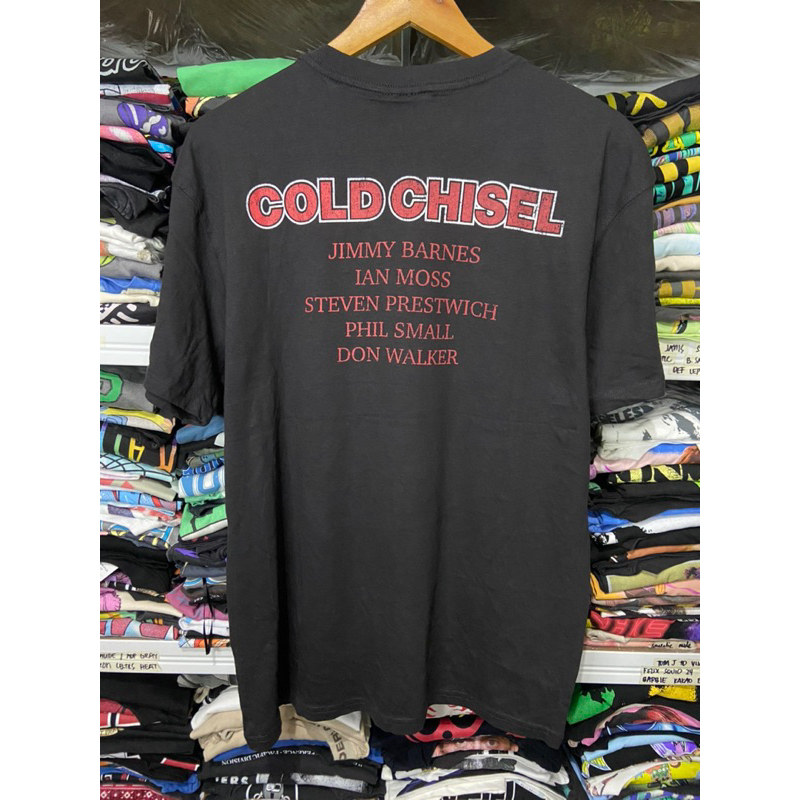 COLD CHISEL
JIMMY BARNES
IAN MOSS
STEVEN PRESTWICH
PHIL SMALL
DON WALKER